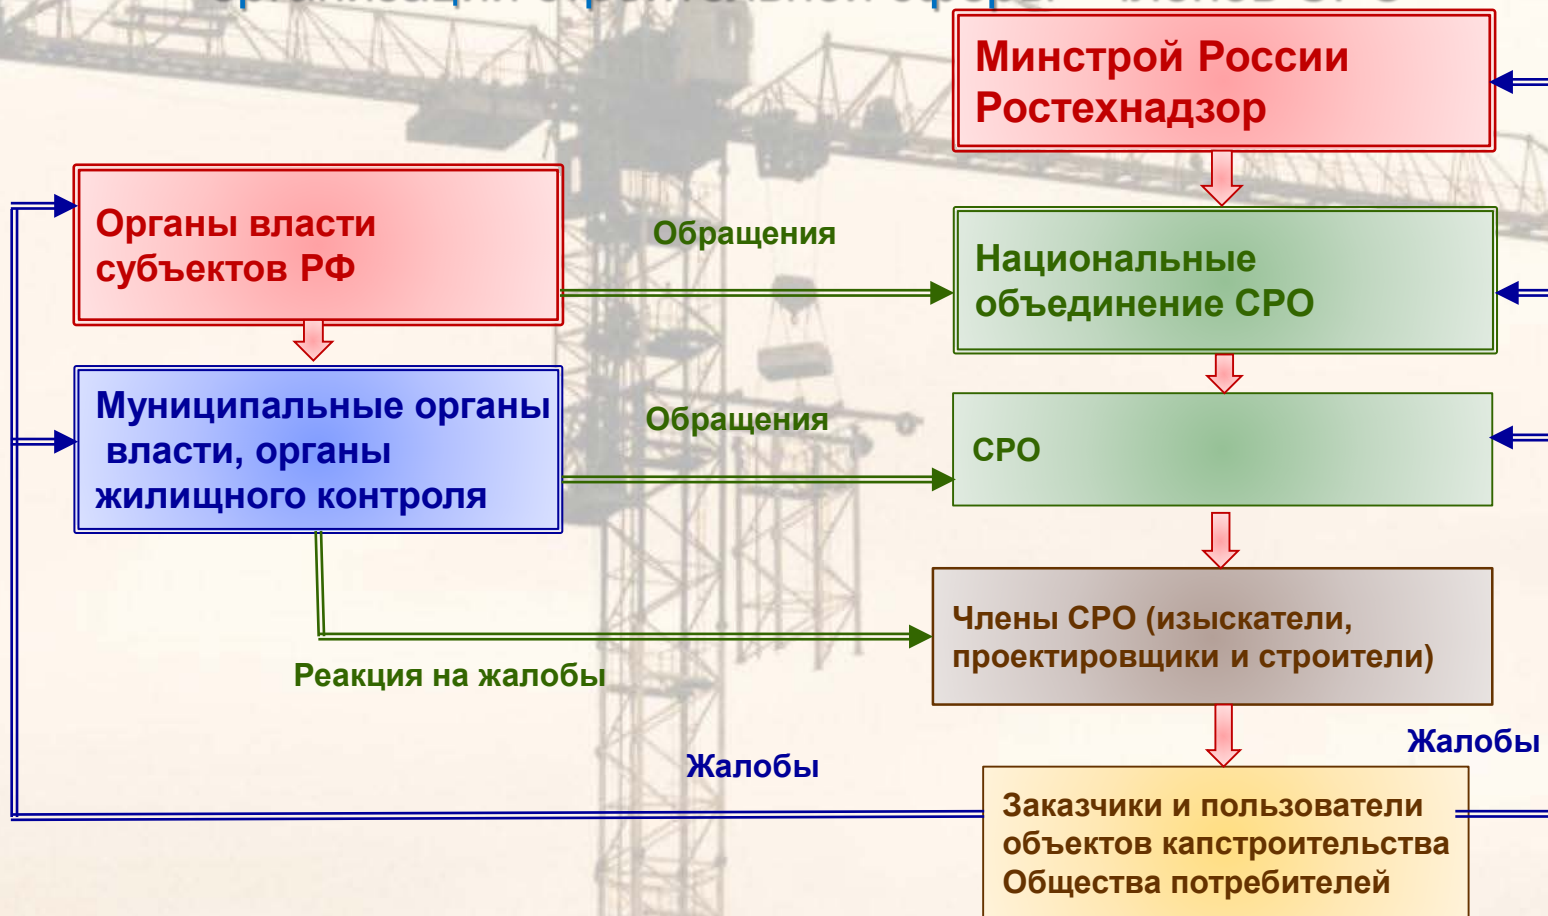 Минстрой России
Ростехнадзор
Органы власти
субъектов РФ
Обращения
Национальные
объединение СРО
Муниципальные органы
власти, органы
жилищного контроля
Обращения
СРО
Члены СРО (изыскатели,
проектировщики и строители)
Реакция на жалобы
Жалобы
Жалобы
Заказчики и пользователи
объектов капстроительства
Общества потребителей